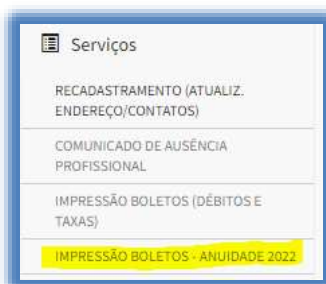 Serviços
RECADASTRAMENTO (ATUALIZ.
ENDEREÇO/CONTATOS)
COMUNICADO DE AUSÊNCIA
PROFISSIONAL
IMPRESSÃO BOLETOS (DÉBITOS E
TAXAS)
IMPRESSÃO BOLETOS - ANUIDADE 2022